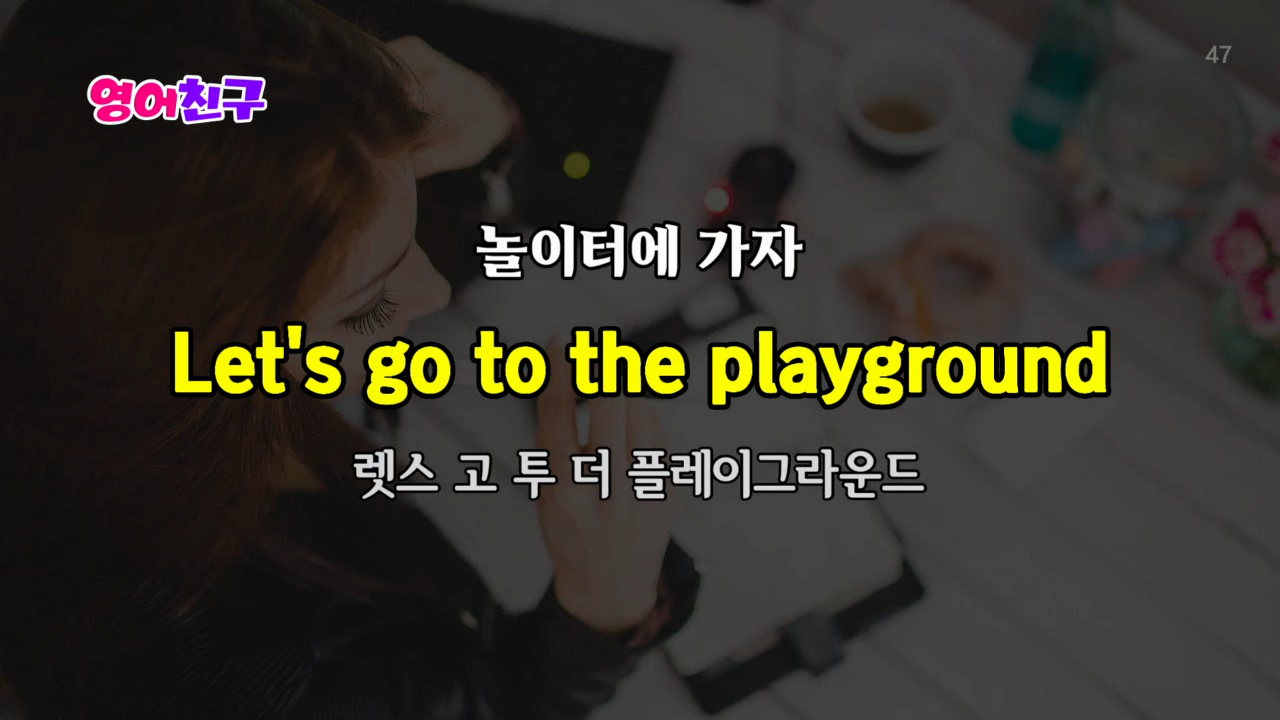 47
영어친구
놀이터에 가자
Let's go to the playground
렛스 고 투 더 플레이그라운드